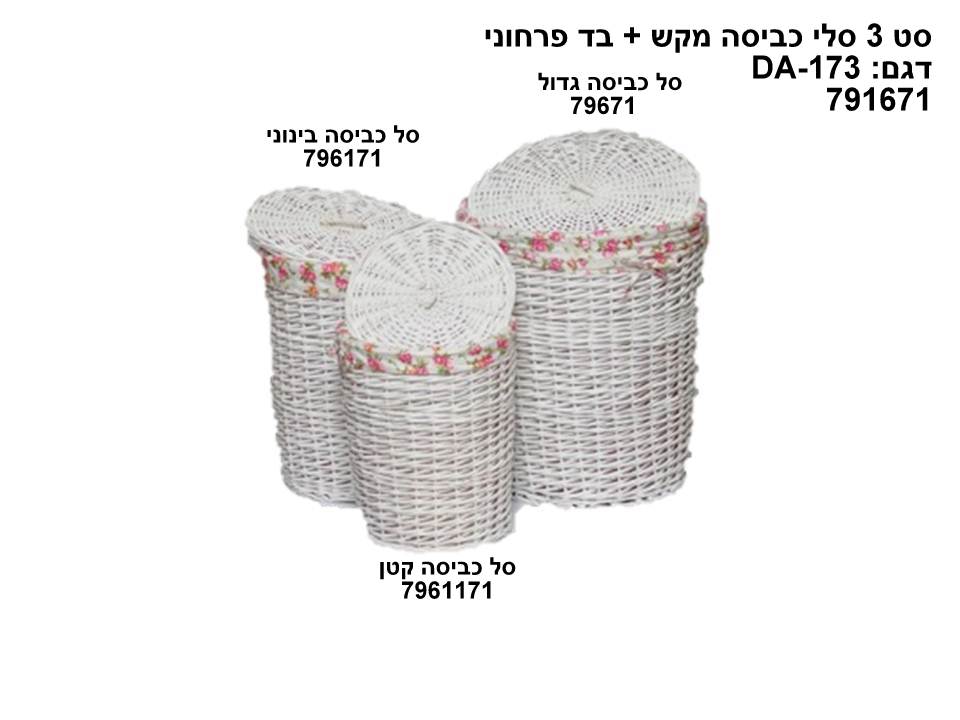 סט 3 סלי כביסה מקש + בד פרחוני
דגם: DA-173
791671
סל כביסה גדול
79671
סל כביסה בינוני
796171
סל כביסה קטן
7961171